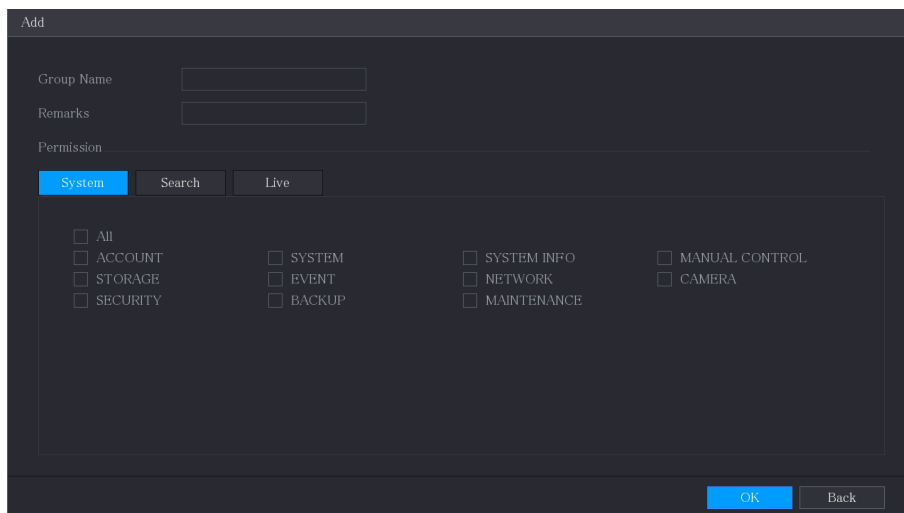 Add
Group Name
Remarks
Permission
System Search Live
All
ACCOUNT SYSTEM SYSTEM INFO MANUAL CONTROL
STORAGE EVENT NETWORK CAMERA
SECURITY BACKUP MAINTENANCE
OK Back